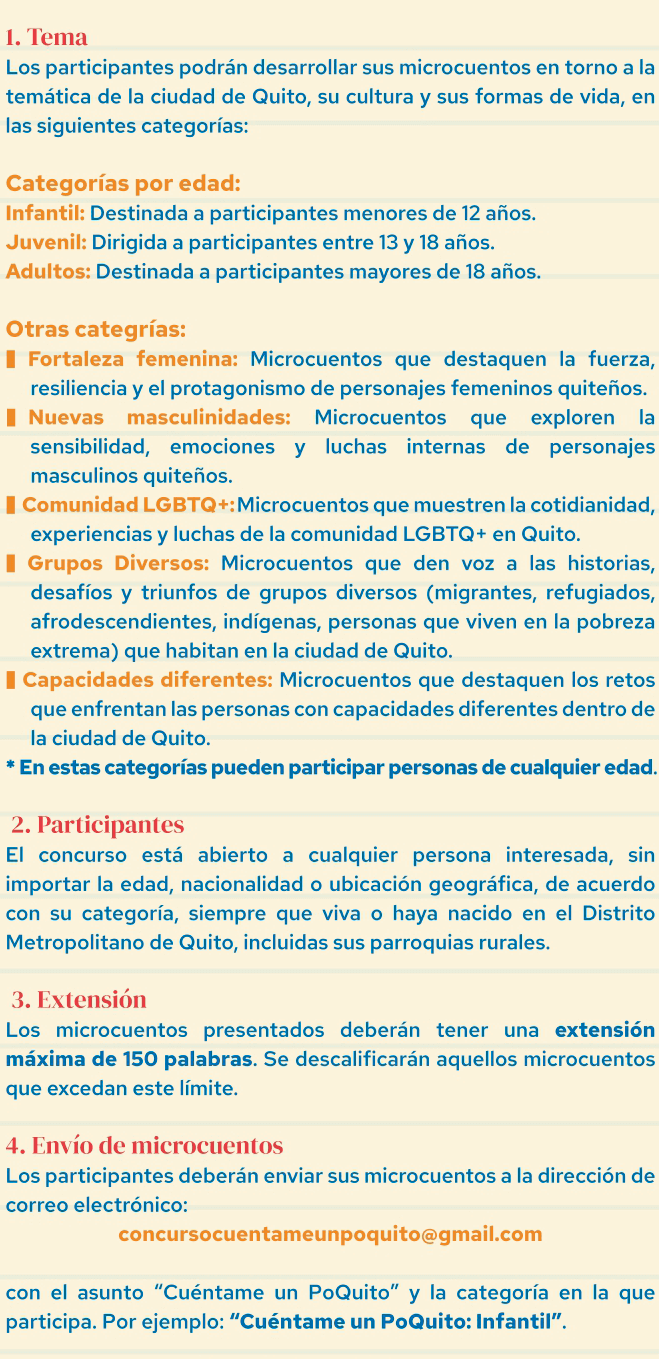 1. Tema
Los participantes podrán desarrollar sus microcuentos en torno a la
temática de la ciudad de Quito, su cultura y sus formas de vida, en
las siguientes categorías:
Categorías por edad:
Infantil: Destinada a participantes menores de 12 años.
Juvenil: Dirigida a participantes entre 13 y 18 años.
Adultos: Destinada a participantes mayores de 18 años.
Otras categrías:
Fortaleza femenina: Microcuentos que destaquen la fuerza,
resiliencia y el protagonismo de personajes femeninos quiteños.
Nuevas masculinidades: Microcuentos que exploren la
sensibilidad, emociones y luchas internas de personajes
masculinos quiteños.
Comunidad LGBTQ+: Microcuentos que muestren la cotidianidad,
experiencias y luchas de la comunidad LGBTQ+ en Quito.
Grupos Diversos: Microcuentos que den voz a las historias,
desafíos y triunfos de grupos diversos (migrantes, refugiados,
afrodescendientes, indígenas, personas que viven en la pobreza
extrema) que habitan en la ciudad de Quito.
Capacidades diferentes: Microcuentos que destaquen los retos
que enfrentan las personas con capacidades diferentes dentro de
la ciudad de Quito.
* En estas categorías pueden participar personas de cualquier edad.
2. Participantes
El concurso está abierto a cualquier persona interesada, sin
importar la edad, nacionalidad o ubicación geográfica, de acuerdo
con su categoría, siempre que viva o haya nacido en el Distrito
Metropolitano de Quito, incluidas sus parroquias rurales.
3. Extensión
Los microcuentos presentados deberán tener una extensión
máxima de 150 palabras. Se descalificarán aquellos microcuentos
que excedan este límite.
4. Envío de microcuentos
Los participantes deberán enviar sus microcuentos a la dirección de
correo electrónico:
concursocuentameunpoquito@gmail.com
con el asunto “Cuéntame un PoQuito” y la categoría en la que
participa. Por ejemplo: “Cuéntame un PoQuito: Infantil”.